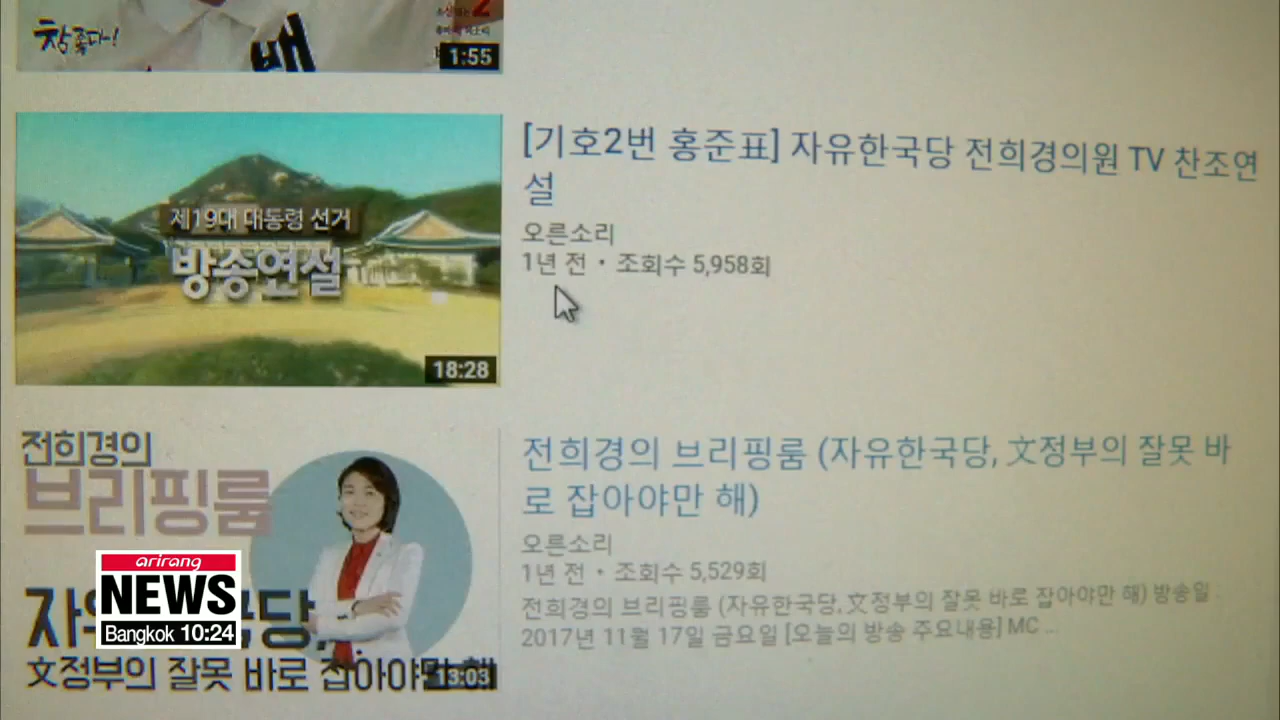 참 좋다~!
1:55
제19대 대통령 선거
방송연설
18:28
[기호2번 홍준표] 자유한국당 전희경의원 TV 찬조연
설
오른소리
1년 전 · 조회수 5,958회
전희경의
브리핑룸
문정부의 잘못 바로 잡아야만 해
13:03
전희경의 브리핑룸 (자유한국당, 文정부의 잘못 바
로 잡아야만 해)
오른소리
1년 전 · 조회수 5,529회
전희경의 브리핑룸 (자유한국당, 文정부의 잘못 바로 잡아야만 해) 방송일 :
2017년 11월 17일 금요일 [오늘의 방송 주요내용] MC ...
arirang
NEWS
Bangkok 10:24